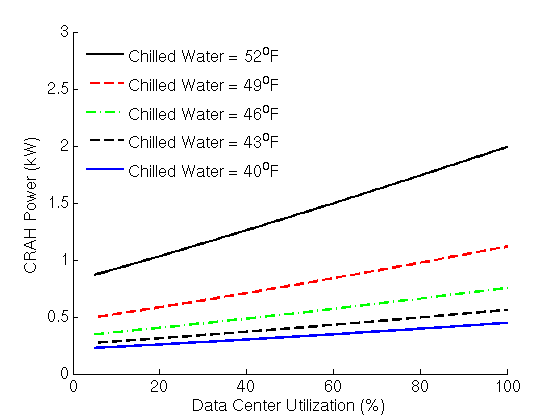 3
2.5
2
1.5
1
0.5
0
Chilled Water = 52ºF
Chilled Water = 49ºF
Chilled Water = 46ºF
Chilled Water = 43ºF
Chilled Water = 40ºF
CRAH Power (kW)
0 20 40 60 80 100
Data Center Utilization (%)